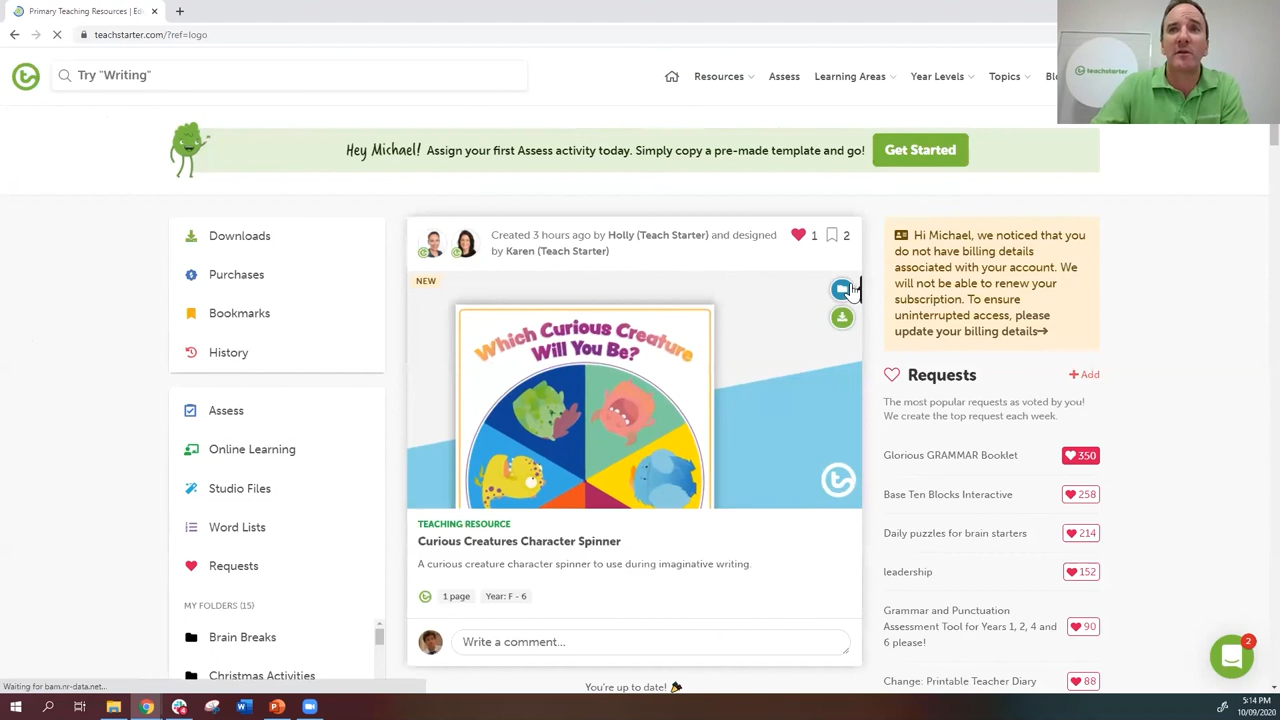 Primary Teaching Resources | Ed
teachstarter.com/?ref=logo
Try "Writing"
Resources
Assess
Learning Areas
Year Levels
Topics
teachstarter
Hey Michael! Assign your first Assess activity today. Simply copy a pre-made template and go!
Get Started
Downloads
Purchases
Bookmarks
History
Assess
Online Learning
Studio Files
Word Lists
Requests
MY FOLDERS (15)
Brain Breaks
Christmas Activities
Created 3 hours ago by Holly (Teach Starter) and designed
by Karen (Teach Starter)
1
2
NEW
Which Curious Creature
Will You Be?
TEACHING RESOURCE
Curious Creatures Character Spinner
A curious creature character spinner to use during imaginative writing.
1 page
Year: F - 6
Write a comment...
You're up to date!
Hi Michael, we noticed that you
do not have billing details
associated with your account. We
will not be able to renew your
subscription. To ensure
uninterrupted access, please
update your billing details→
Requests
+ Add
The most popular requests as voted by you!
We create the top request each week.
Glorious GRAMMAR Booklet
350
Base Ten Blocks Interactive
258
Daily puzzles for brain starters
214
leadership
152
Grammar and Punctuation
Assessment Tool for Years 1, 2, 4 and
6 please!
90
Change: Printable Teacher Diary
88
2
Waiting for bam.nr-data.net...
5:14 PM
10/09/2020